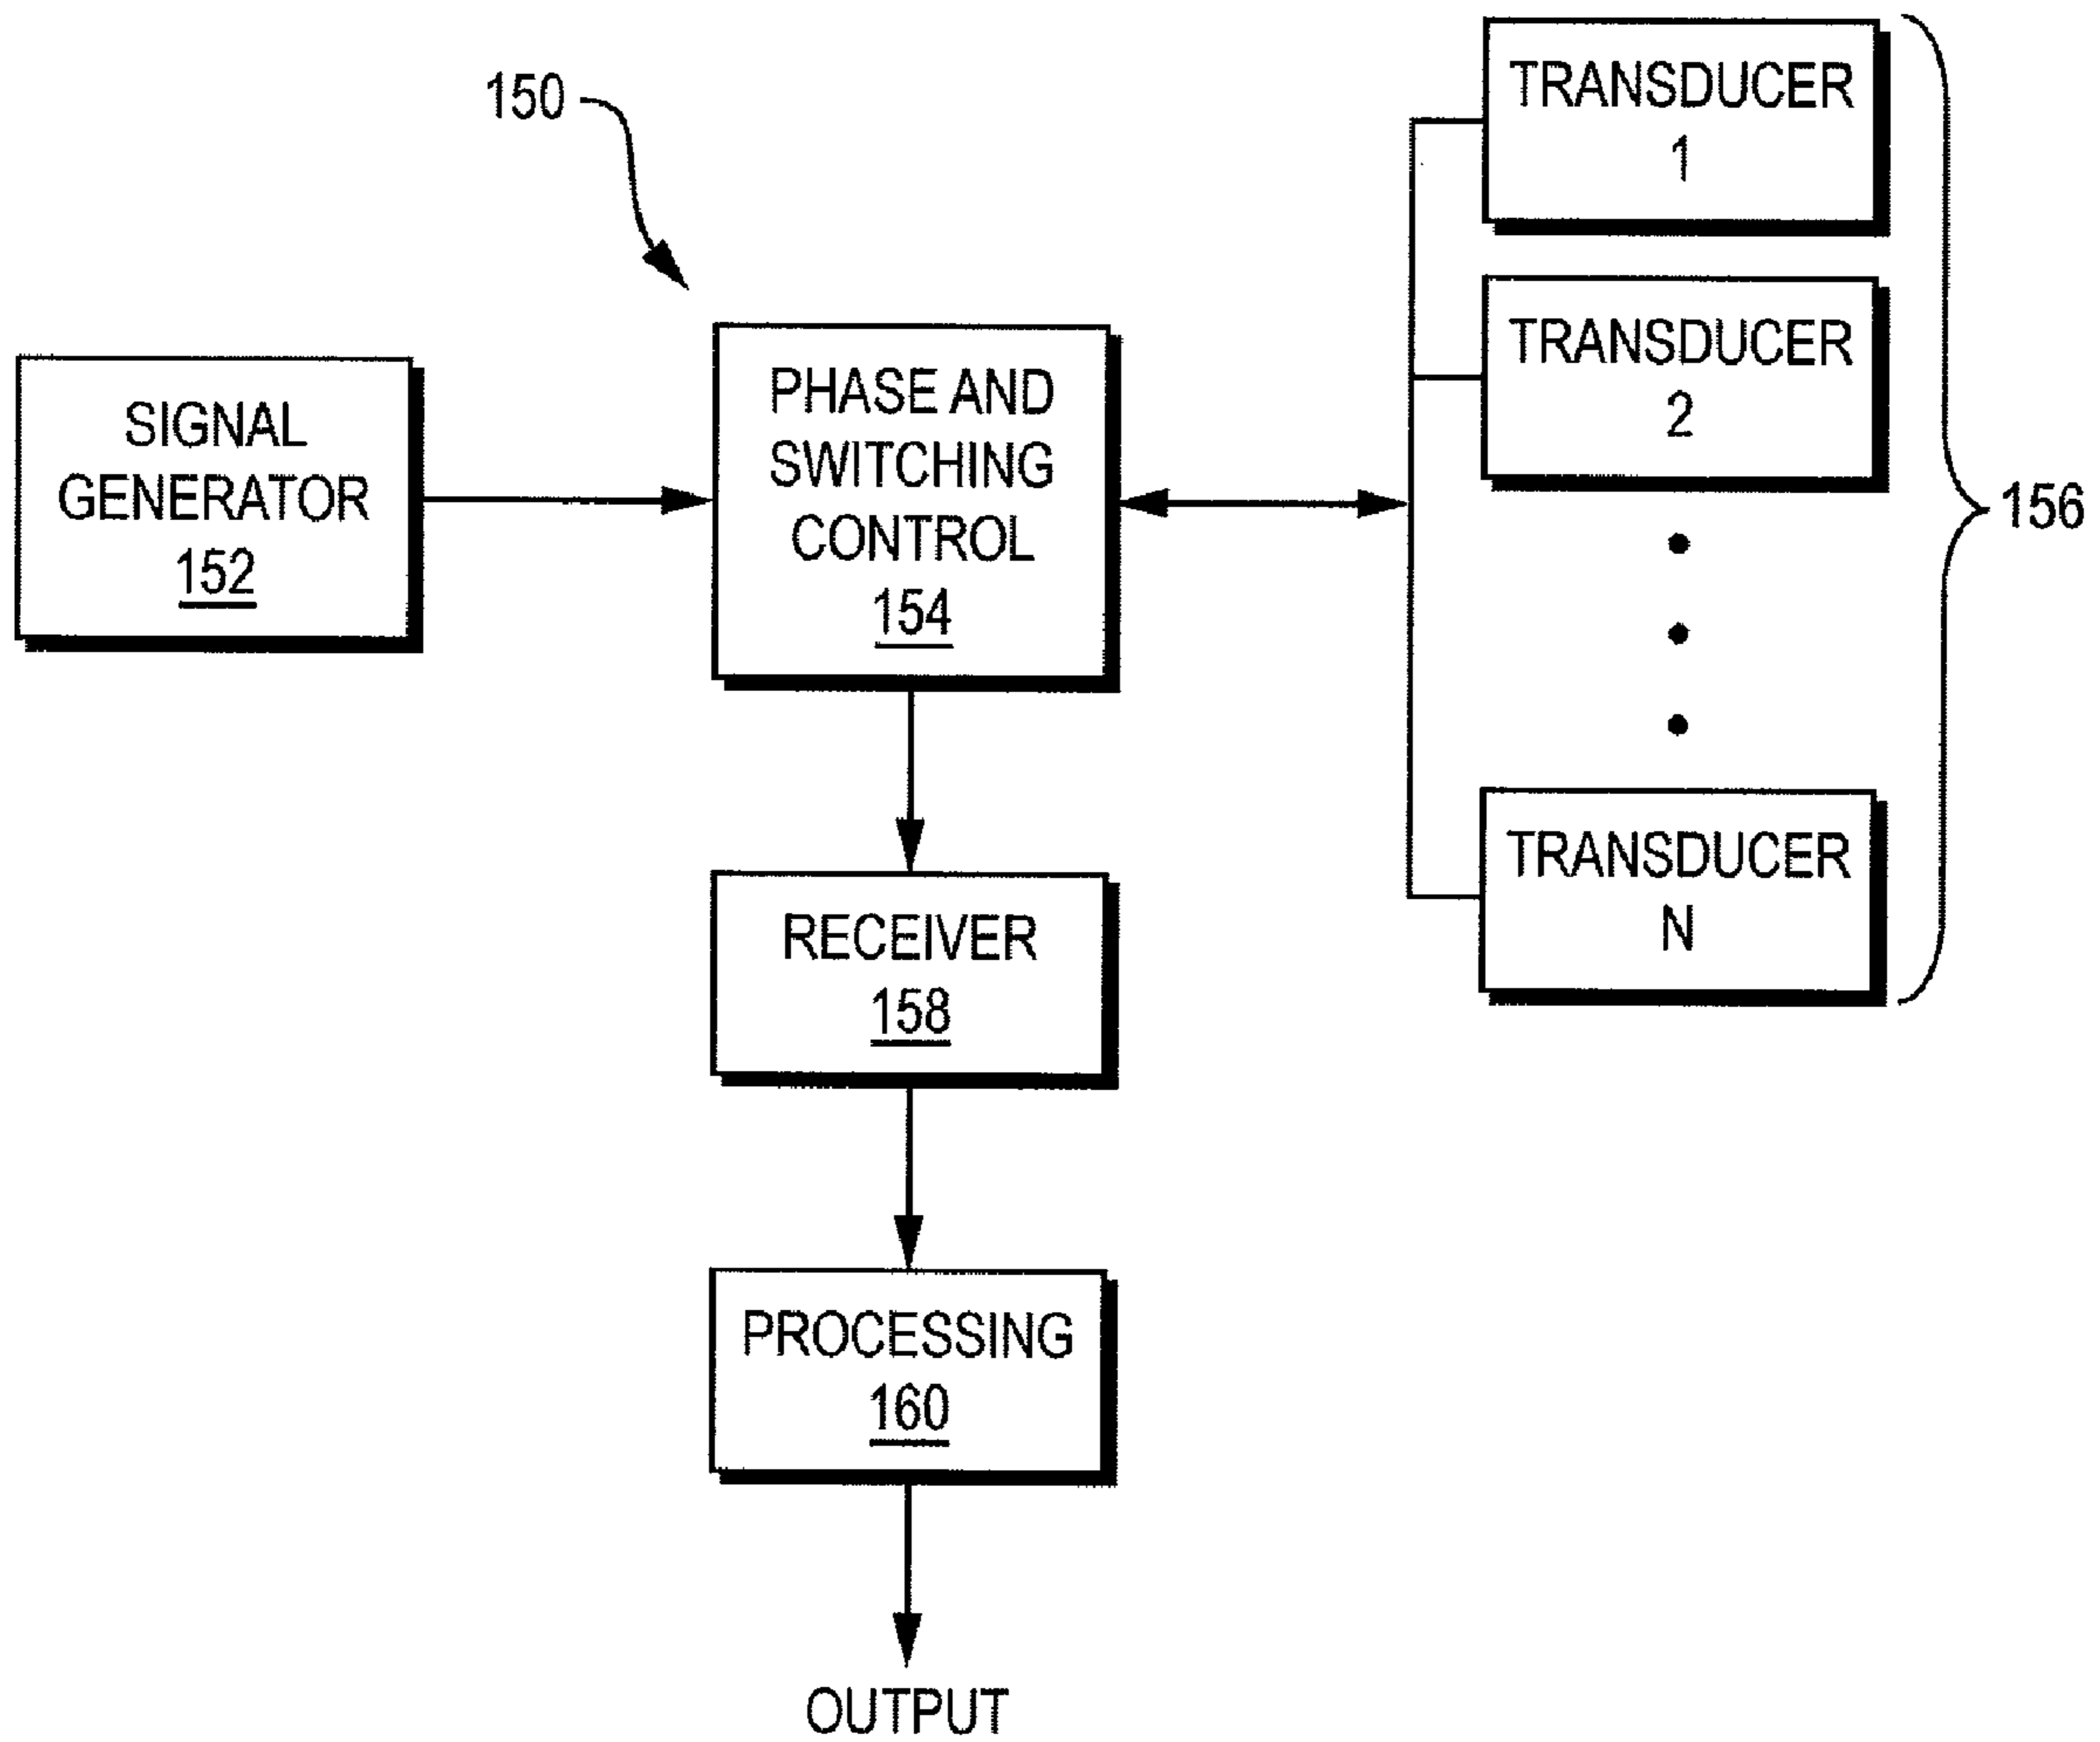 150
SIGNAL
GENERATOR
152
PHASE AND
SWITCHING
CONTROL
154
TRANSDUCER
1
TRANSDUCER
2
TRANSDUCER
N
156
RECEIVER
158
PROCESSING
160
OUTPUT